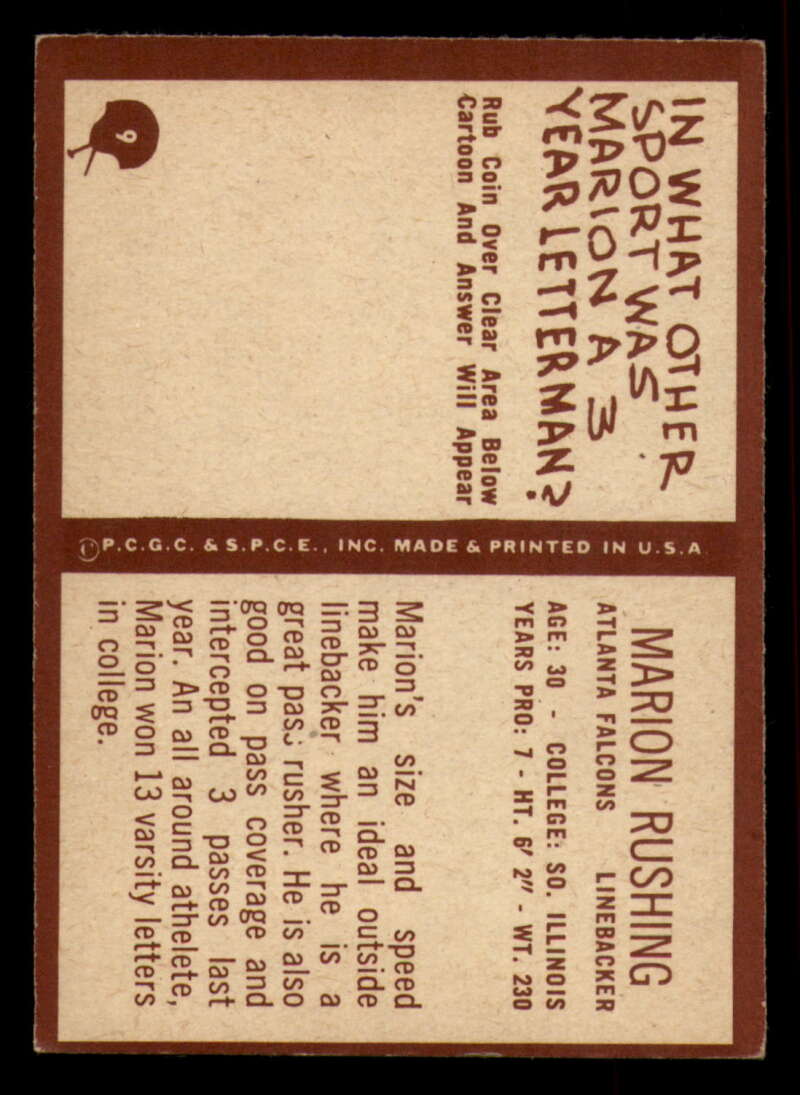 IN WHAT OTHER
SPORT WAS
MARION A 3
YEAR LETTERMAN?
Rub Coin Over Clear Area Below
Cartoon And Answer Will Appear
9
©P.C.G.C. & S.P.C.E., INC. MADE & PRINTED IN U.S.A
MARION RUSHING
ATLANTA FALCONS LINEBACKER
AGE: 30 - COLLEGE: SO. ILLINOIS
YEARS PRO: 7 - HT. 6' 2" - WT. 230
Marion's size and speed
make him an ideal outside
linebacker where he is a
great pass rusher. He is also
good on pass coverage and
intercepted 3 passes last
year. An all around athelete,
Marion won 13 varsity letters
in college.